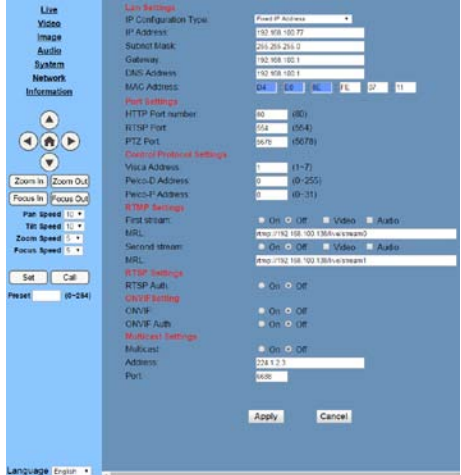 Live
Video
Image
Audio
System
Network
Information
Zoom In Zoom Out
Focus In Focus Out
Pan Speed 10
Tilt Speed 10
Zoom Speed 5
Focus Speed 5
Set Call
Preset (0~254)
Language English
Lan Settings
IP Configuration Type: Fixed IP Address
IP Address: 192.168.100.77
Subnet Mask: 255.255.255.0
Gateway: 192.168.100.1
DNS Address: 192.168.100.1
MAC Address: D4 E0 8E FE 37 11
Port Settings
HTTP Port number 80 (80)
RTSP Port 554 (554)
PTZ Port 5678 (5678)
Control Protocol Settings
Visca Address: 1 (1~7)
Pelco-D Address: 0 (0~255)
Pelco-P Address: 0 (0~31)
RTMP Settings
First stream: On Off Video Audio
MRL: rtmp://192.168.100.138/live/stream0
Second stream: On Off Video Audio
MRL: rtmp://192.168.100.138/live/stream1
RTSP Settings
RTSP Auth On Off
ONVIFSetting
ONVIF On Off
ONVIF Auth On Off
Multicast Settings
Multicast On Off
Address: 224.1.2.3
Port: 6688
Apply Cancel